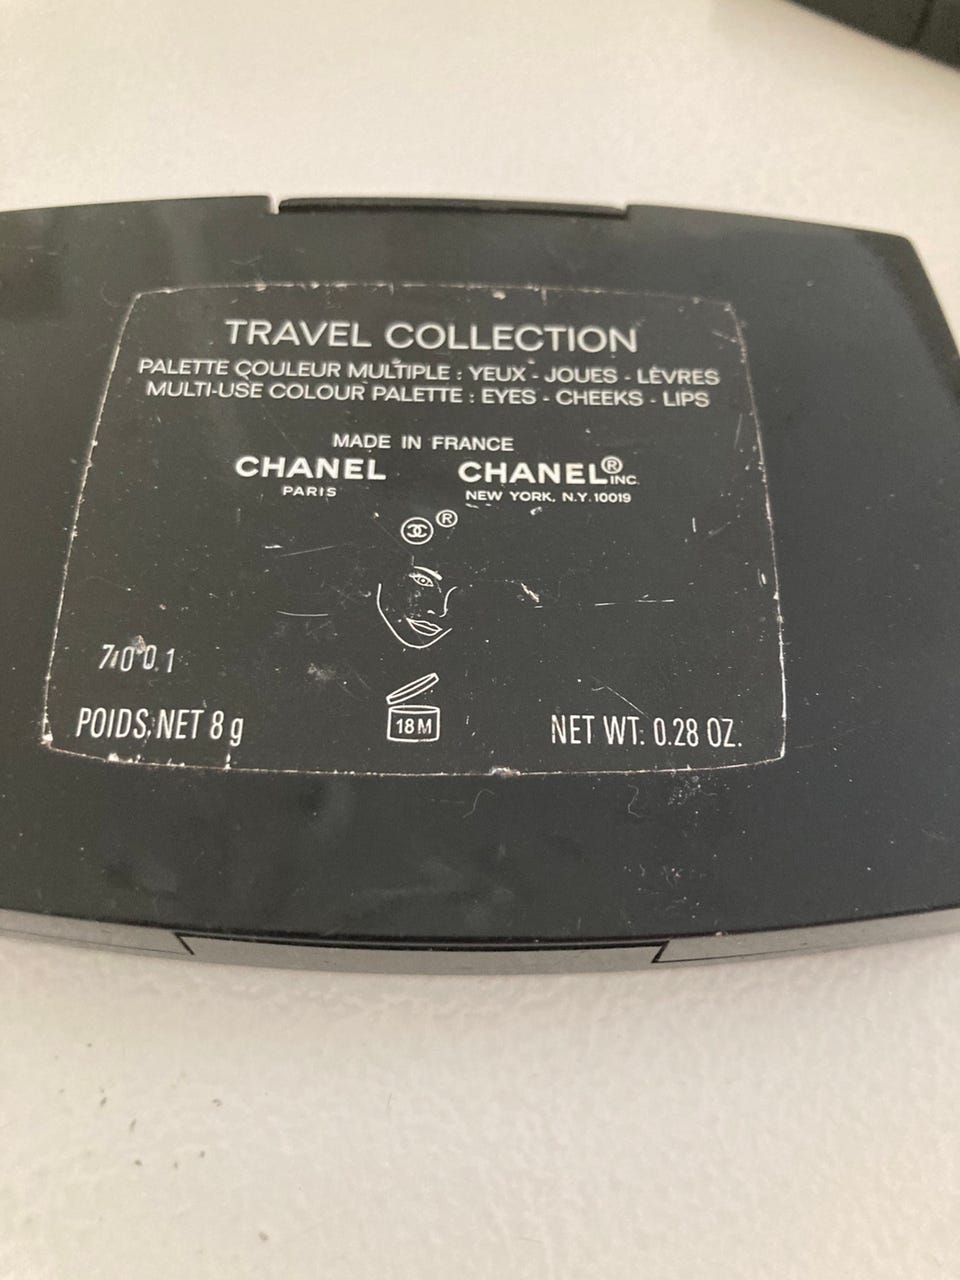 TRAVEL COLLECTION
PALETTE COULEUR MULTIPLE : YEUX - JOUES - LÈVRES
MULTI-USE COLOUR PALETTE : EYES - CHEEKS - LIPS
MADE IN FRANCE
CHANEL CHANEL® INC.
PARIS NEW YORK, N.Y. 10019
®
18M
POIDS NET 8 g NET WT. 0.28 OZ.